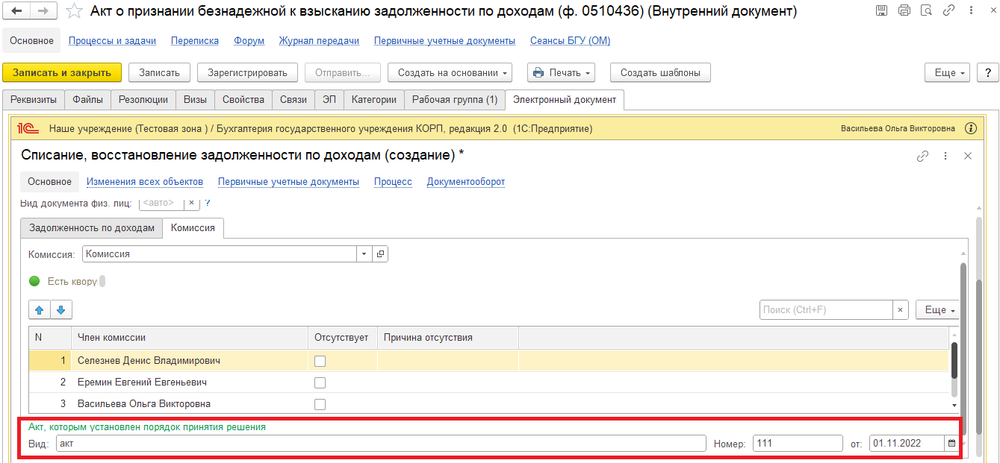 Акт о признании безнадежной к взысканию задолженности по доходам (ф. 0510436) (Внутренний документ)
Основное Процессы и задачи Переписка Форум Журнал передачи Первичные учетные документы Сеансы БГУ (ОМ)
Записать и закрыть Записать Зарегистрировать Отправить... Создать на основании Печать Создать шаблоны Еще ?
Реквизиты Файлы Резолюции Визы Свойства Связи ЭП Категории Рабочая группа (1) Электронный документ
1С Наше учреждение (Тестовая зона ) / Бухгалтерия государственного учреждения КОРП, редакция 2.0 (1С:Предприятие) Васильева Ольга Викторовна
Списание, восстановление задолженности по доходам (создание) *
Основное Изменения всех объектов Первичные учетные документы Процесс Документооборот
Вид документа физ. лиц: <авто> × ?
Задолженность по доходам Комиссия
Комиссия: Комиссия
Есть квору
Поиск (Ctrl+F) × Еще
N Член комиссии Отсутствует Причина отсутствия
1 Селезнев Денис Владимирович
2 Еремин Евгений Евгеньевич
3 Васильева Ольга Викторовна
Акт, которым установлен порядок принятия решения
Вид: акт Номер: 111 от: 01.11.2022